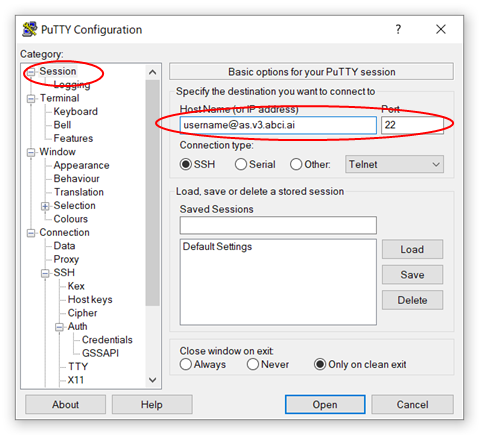 PuTTY Configuration
Category:
Session
Logging
Terminal
Keyboard
Bell
Features
Window
Appearance
Behaviour
Translation
Selection
Colours
Connection
Data
Proxy
SSH
Kex
Host keys
Cipher
Auth
Credentials
GSSAPI
TTY
X11
Basic options for your PuTTY session
Specify the destination you want to connect to
Host Name (or IP address) Port
username@as.v3.abci.ai 22
Connection type:
SSH Serial Other: Telnet
Load, save or delete a stored session
Saved Sessions
Default Settings
Load
Save
Delete
Close window on exit:
Always Never Only on clean exit
About Help Open Cancel